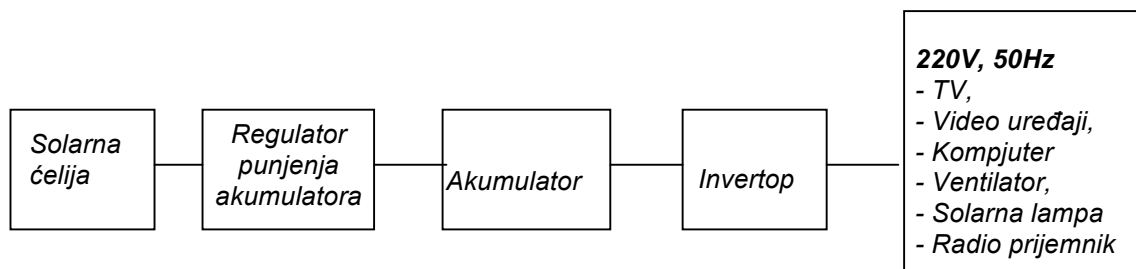 Solarna
ćelija
Regulator
punjenja
akumulatora
Akumulator
Invertop
220V, 50Hz
- TV,
- Video uređaji,
- Kompjuter
- Ventilator,
- Solarna lampa
- Radio prijemnik